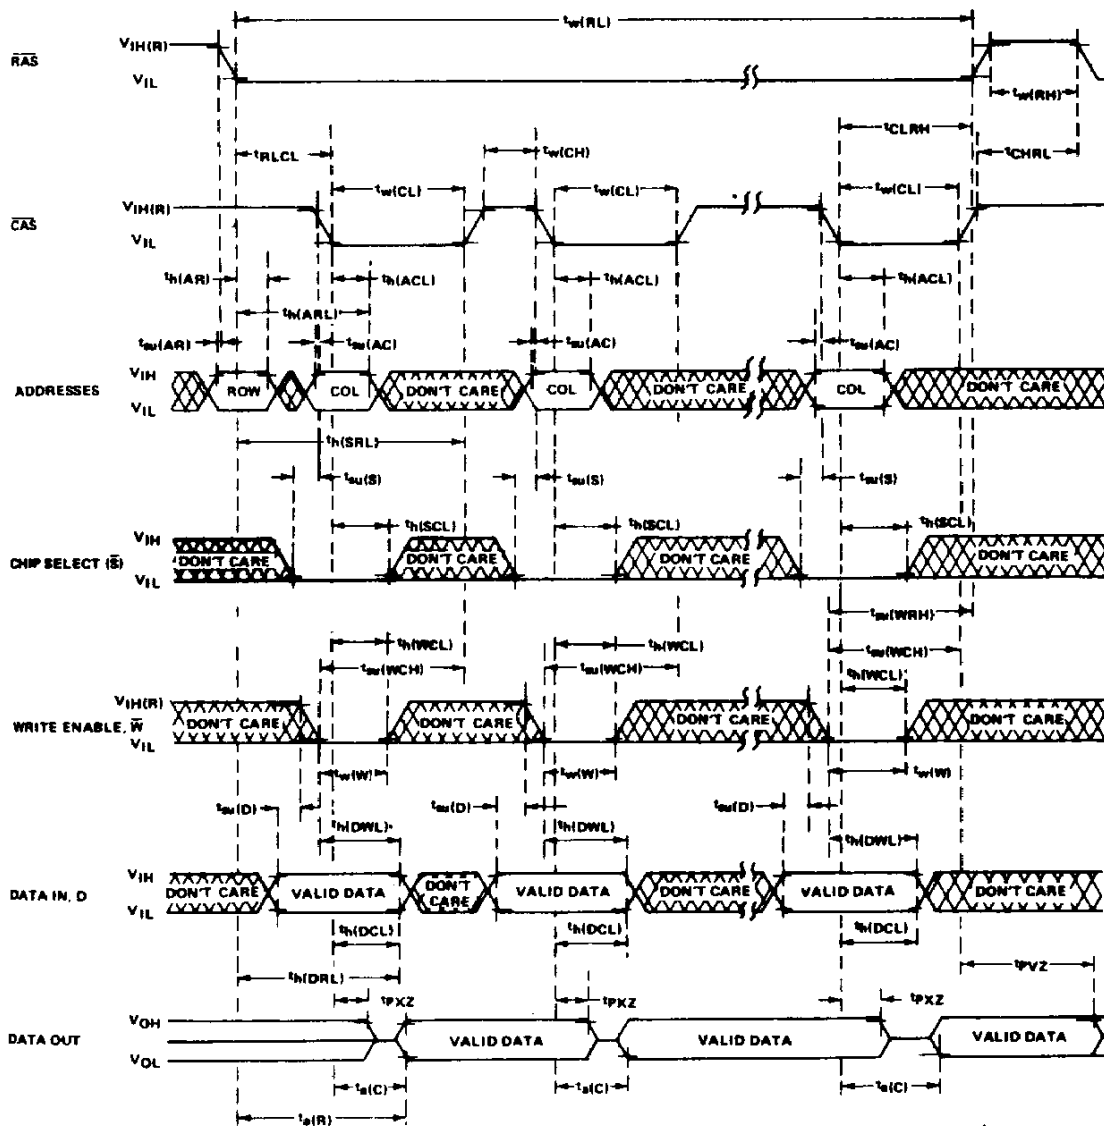 tw(RL)
RAS
VIH(R)
VIL
tw(RH)
tCLRH
tRLCL
tw(CH)
tCHRL
tw(CL)
tw(CL)
tw(CL)
CAS
VIH(R)
VIL
th(AR)
th(ACL)
th(ACL)
th(ACL)
th(ARL)
tsu(AR)
tsu(AC)
tsu(AC)
tsu(AC)
ADDRESSES
VIH
VIL
ROW
COL
DON'T CARE
COL
DON'T CARE
COL
DON'T CARE
th(SRL)
tsu(S)
tsu(S)
tsu(S)
th(SCL)
th(SCL)
th(SCL)
CHIP SELECT (S̄)
VIH
VIL
DON'T CARE
DON'T CARE
DON'T CARE
DON'T CARE
tsu(WRH)
th(WCL)
th(WCL)
tsu(WCH)
tsu(WCH)
tsu(WCH)
th(WCL)
WRITE ENABLE, W̄
VIH(R)
VIL
DON'T CARE
DON'T CARE
DON'T CARE
DON'T CARE
tw(W)
tw(W)
tw(W)
tsu(D)
tsu(D)
tsu(D)
th(DWL)
th(DWL)
th(DWL)
DATA IN, D
VIH
VIL
DON'T CARE
VALID DATA
DON'T
CARE
VALID DATA
DON'T CARE
VALID DATA
DON'T CARE
th(DCL)
th(DCL)
th(DCL)
th(DRL)
tPVZ
tPXZ
tPXZ
tPXZ
DATA OUT
VOH
VOL
VALID DATA
VALID DATA
VALID DATA
ta(C)
ta(C)
ta(C)
ta(R)